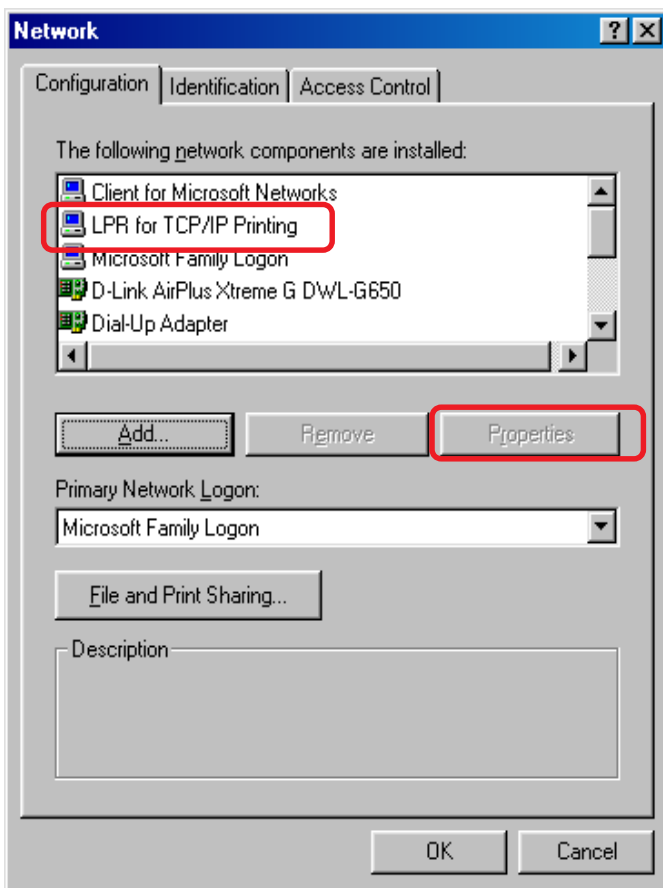 Network
Configuration Identification Access Control
The following network components are installed:
Client for Microsoft Networks
LPR for TCP/IP Printing
Microsoft Family Logon
D-Link AirPlus Xtreme G DWL-G650
Dial-Up Adapter
Add... Remove Properties
Primary Network Logon:
Microsoft Family Logon
File and Print Sharing...
Description
OK Cancel